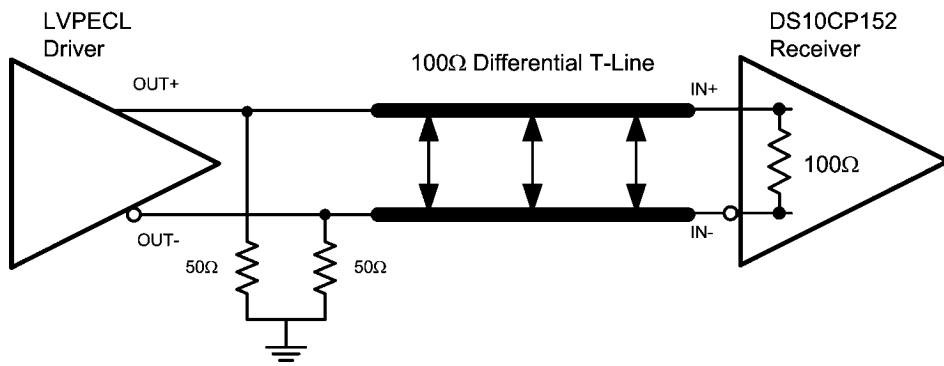 LVPECL
Driver
DS10CP152
Receiver
100Ω Differential T-Line
OUT+
IN+
100Ω
OUT-
IN-
50Ω
50Ω